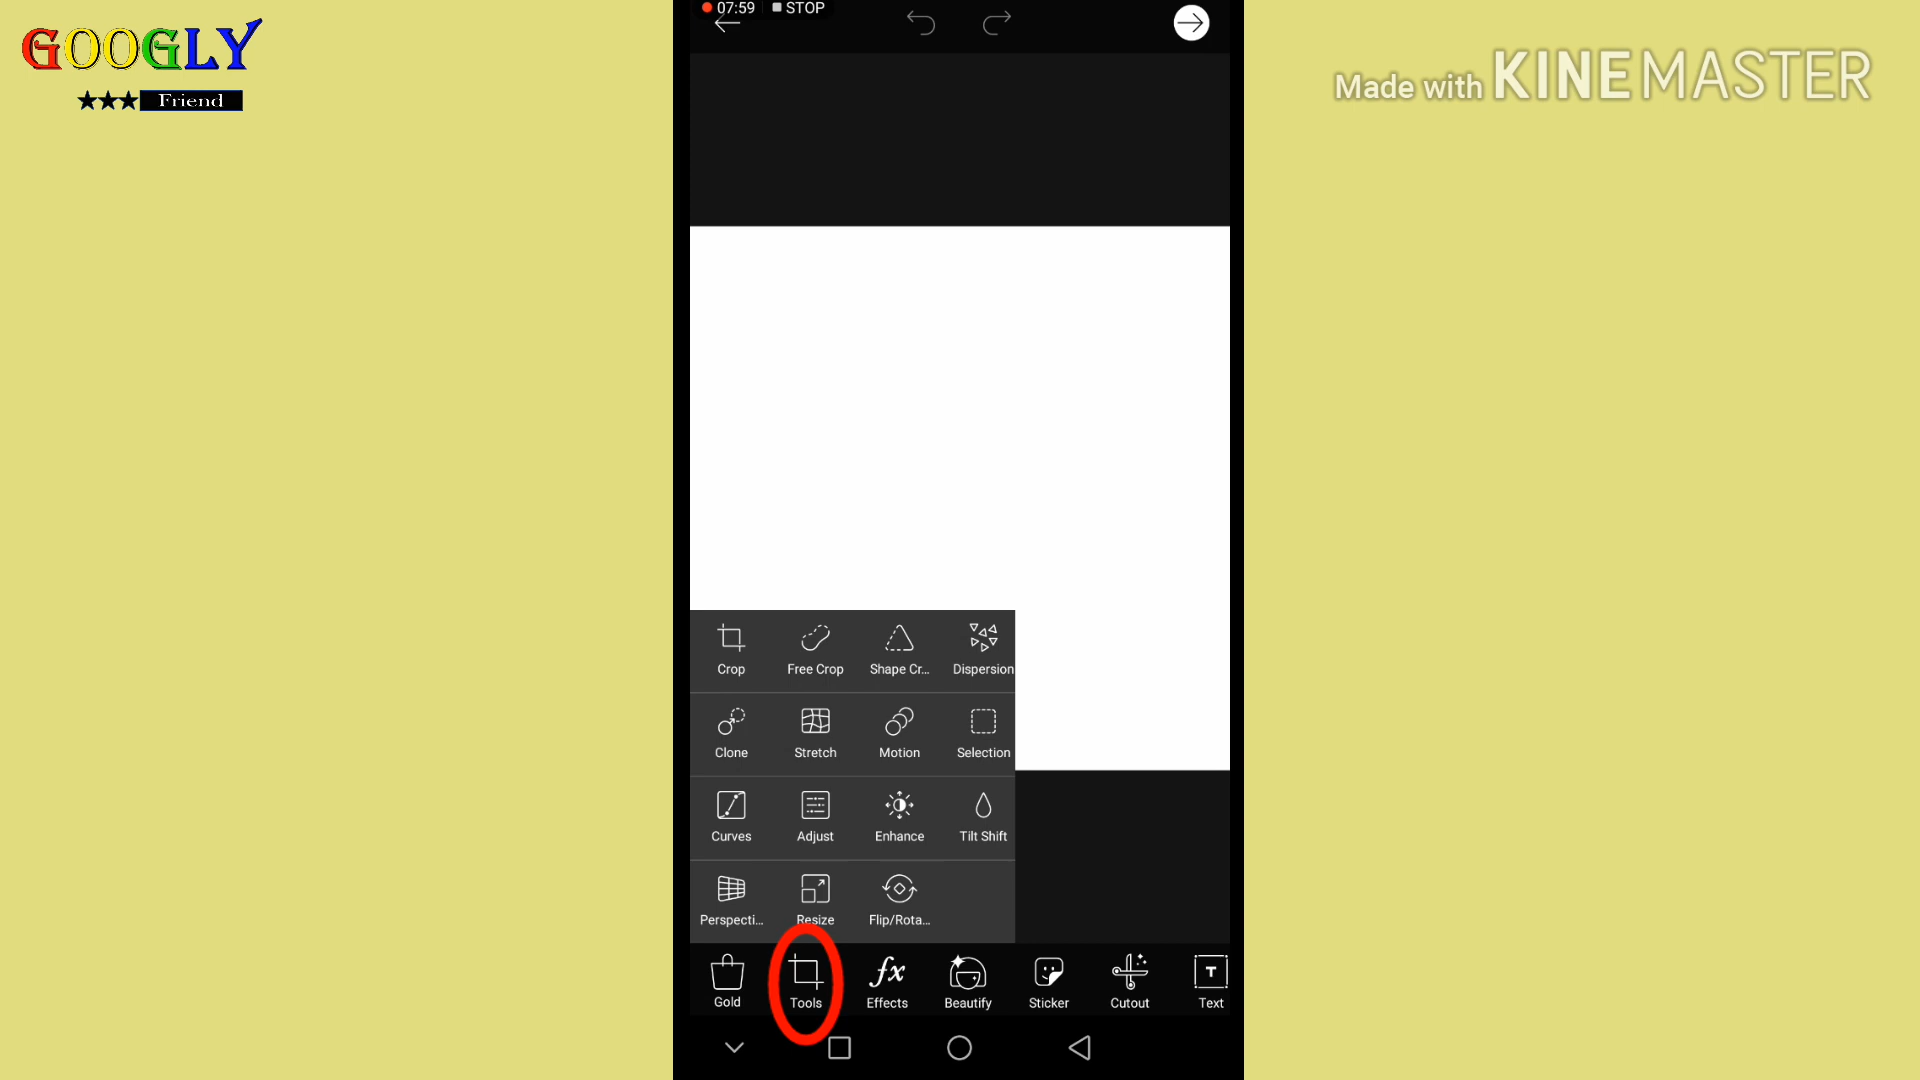 GOOGLY
★★★ Friend
Made with KINEMASTER
07:59 STOP
Crop Free Crop Shape Cr... Dispersion
Clone Stretch Motion Selection
Curves Adjust Enhance Tilt Shift
Perspecti... Resize Flip/Rota...
T
Gold Tools fx Effects Beautify Sticker Cutout Text